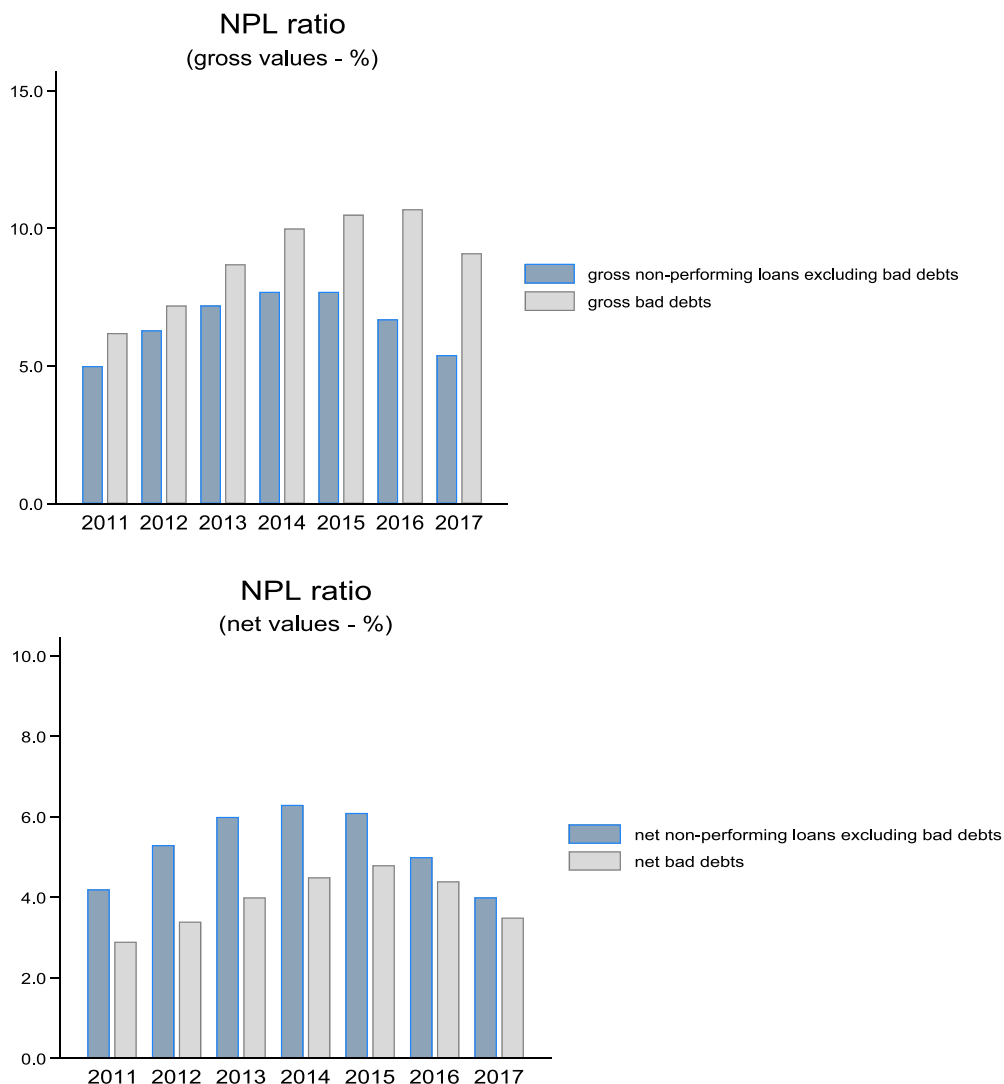 NPL ratio
(gross values - %)
15.0
10.0
5.0
0.0
2011 2012 2013 2014 2015 2016 2017
gross non-performing loans excluding bad debts
gross bad debts
NPL ratio
(net values - %)
10.0
8.0
6.0
4.0
2.0
0.0
2011 2012 2013 2014 2015 2016 2017
net non-performing loans excluding bad debts
net bad debts